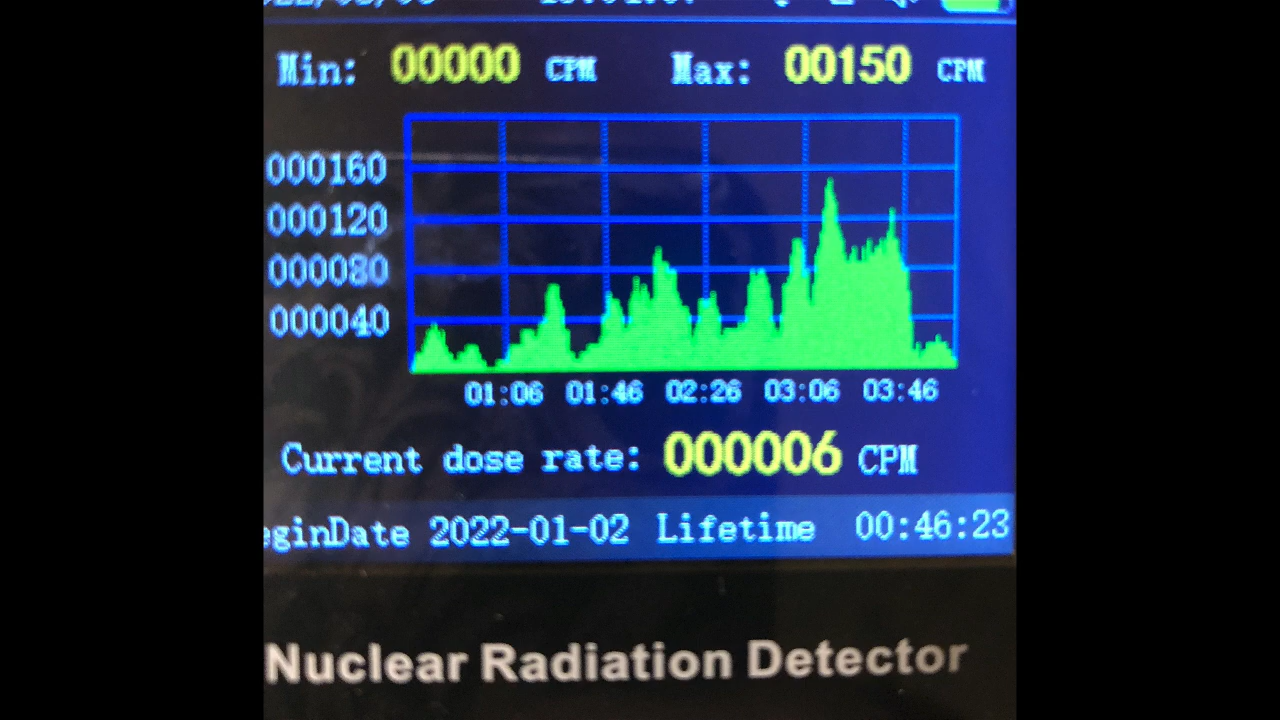 Min: 00000 CPM Max: 00150 CPM
000160
000120
000080
000040
01:06 01:46 02:26 03:06 03:46
Current dose rate: 000006 CPM
eginDate 2022-01-02 Lifetime 00:46:23
Nuclear Radiation Detector